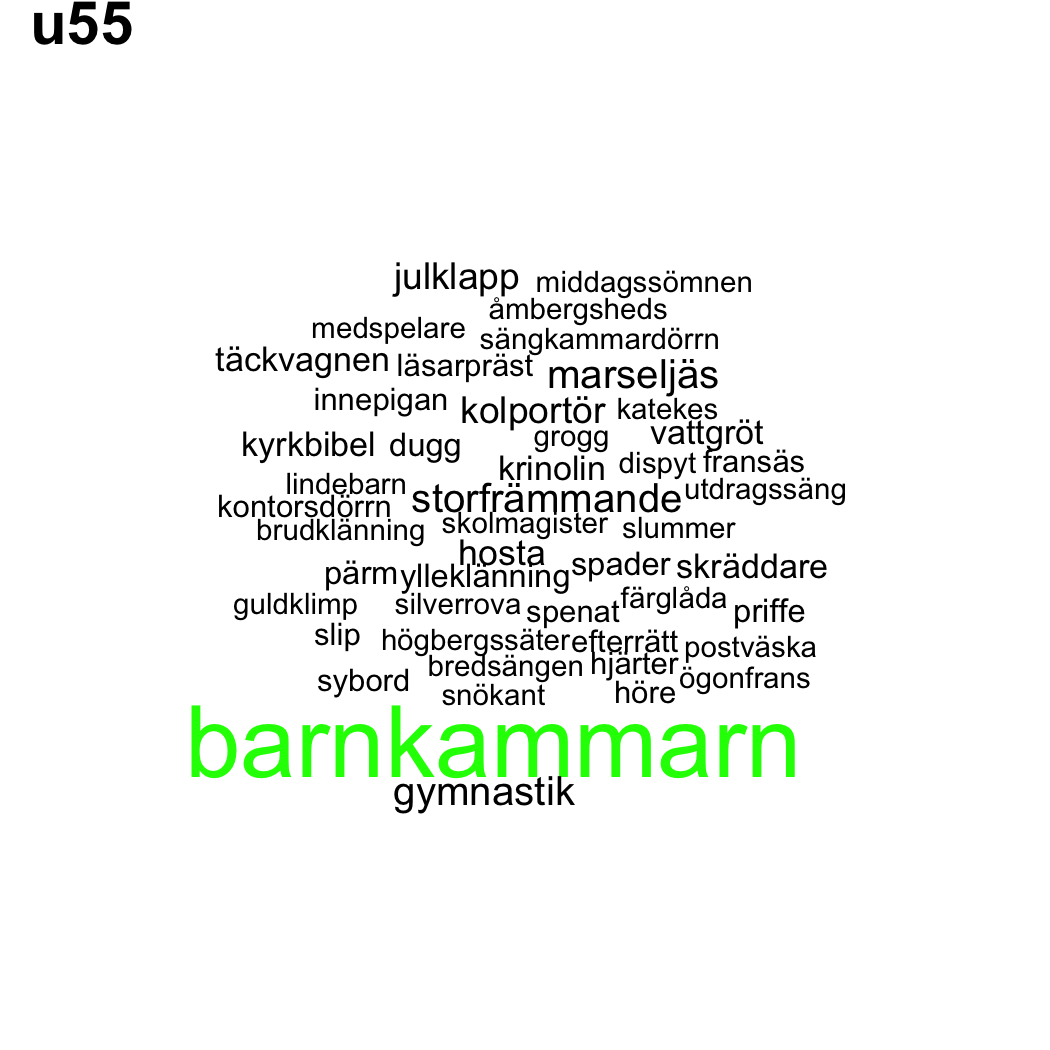 u55
julklapp middagssömnen
åmbergsheds
medspelare sängkammardörrn
täckvagnen läsarpräst marseljäs
innepigan kolportör katekes
kyrkbibel dugg grogg vattgröt
krinolin dispyt fransäs
lindebarn storfrämmande utdragssäng
kontorsdörrn
brudklänning skolmagister slummer
hosta spader skräddare
pärm ylleklänning
guldklimp silverrova spenat färglåda priffe
slip högbergssäter efterrätt postväska
bredsängen hjärter ögonfrans
sybord snökant höre
barnkammarn
gymnastik